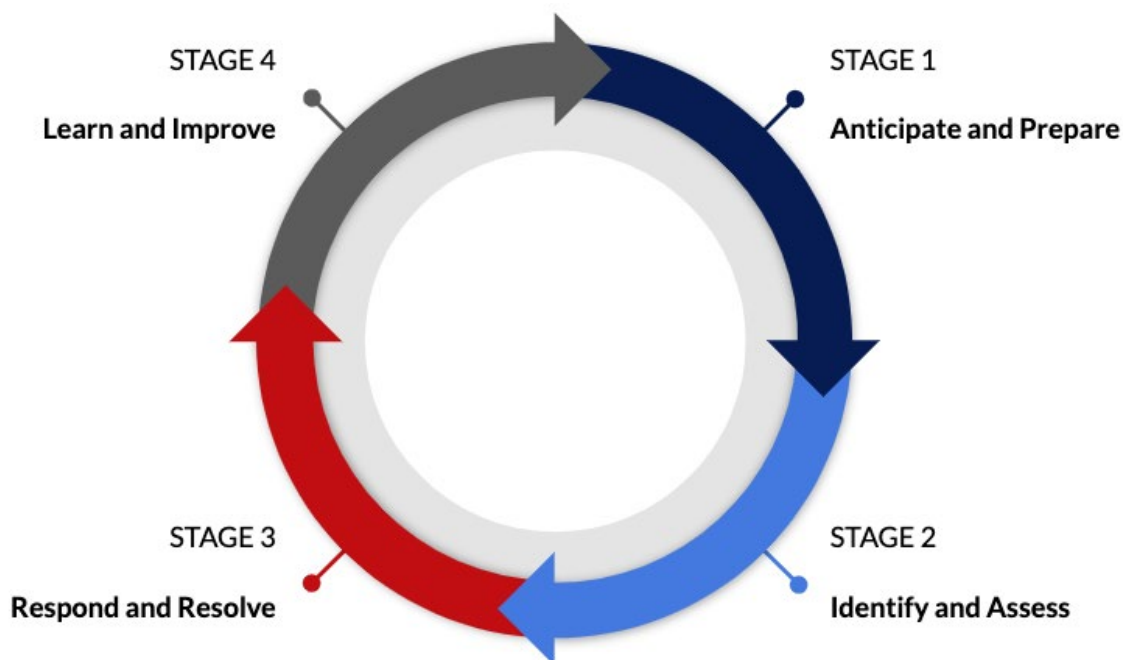 STAGE 4
Learn and Improve
STAGE 1
Anticipate and Prepare
STAGE 3
Respond and Resolve
STAGE 2
Identify and Assess